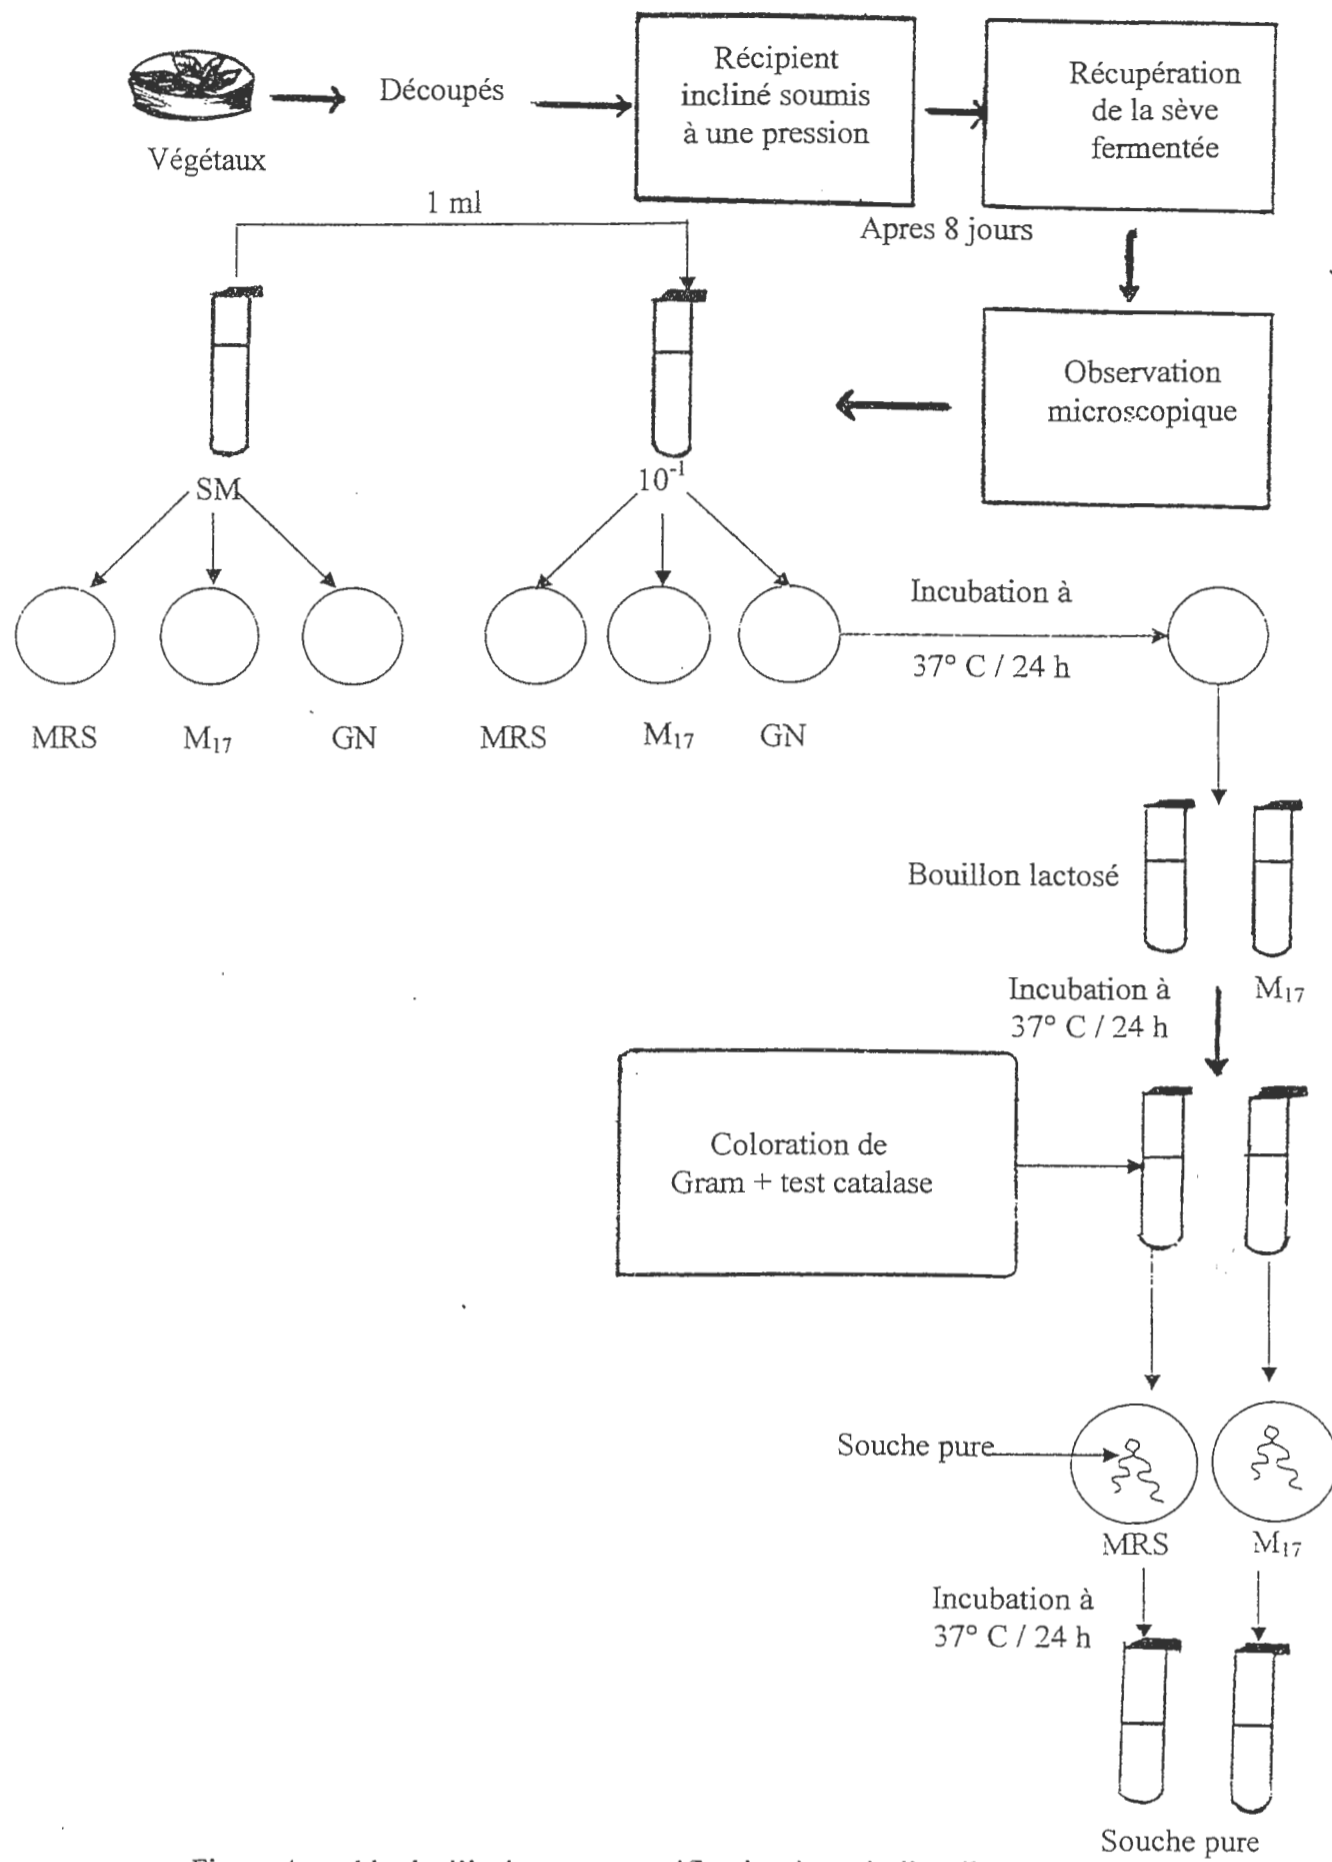 Végétaux
Découpés
Récipient
incliné soumis
à une pression
Récupération
de la sève
fermentée
Apres 8 jours
1 ml
Observation
microscopique
SM
10⁻¹
MRS
M₁₇
GN
MRS
M₁₇
GN
Incubation à
37° C / 24 h
Bouillon lactosé
M₁₇
Incubation à
37° C / 24 h
Coloration de
Gram + test catalase
Souche pure
MRS
M₁₇
Incubation à
37° C / 24 h
Souche pure